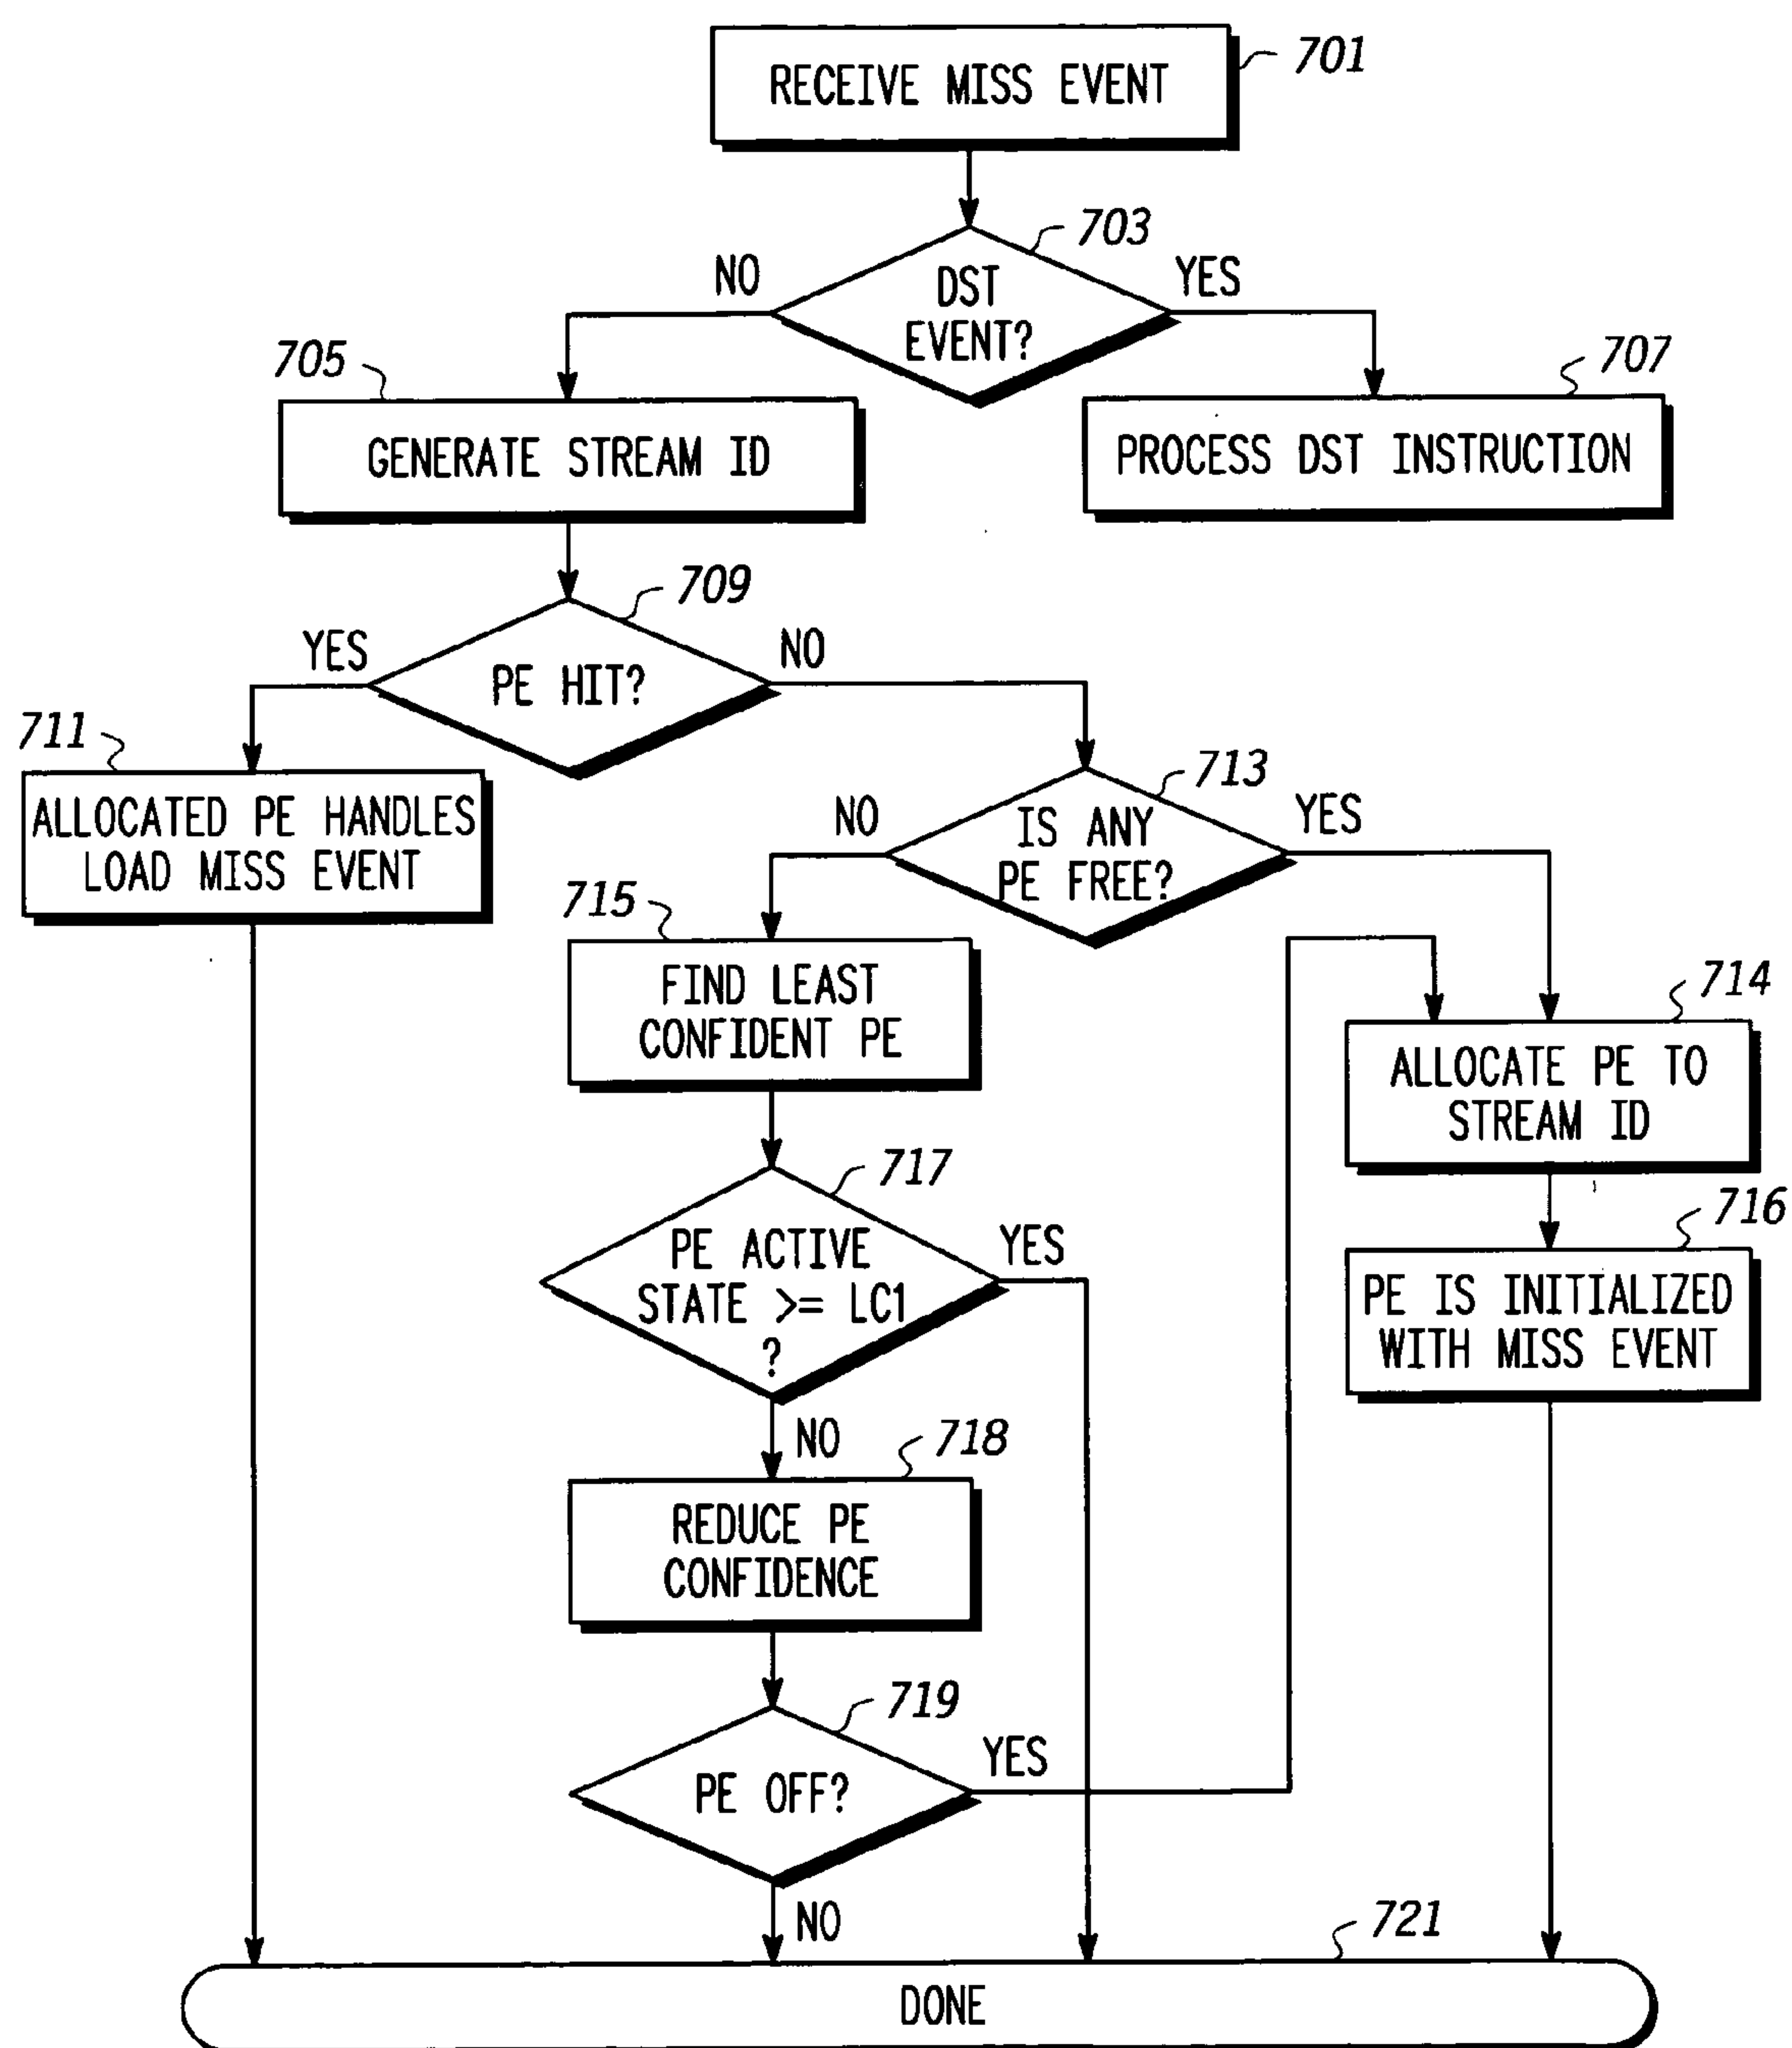 RECEIVE MISS EVENT
701
703
DST
EVENT?
NO
YES
705
GENERATE STREAM ID
707
PROCESS DST INSTRUCTION
709
PE HIT?
YES
NO
711
ALLOCATED PE HANDLES
LOAD MISS EVENT
713
IS ANY
PE FREE?
NO
YES
715
FIND LEAST
CONFIDENT PE
714
ALLOCATE PE TO
STREAM ID
717
PE ACTIVE
STATE >= LC1
?
YES
NO
716
PE IS INITIALIZED
WITH MISS EVENT
718
REDUCE PE
CONFIDENCE
719
PE OFF?
YES
NO
721
DONE